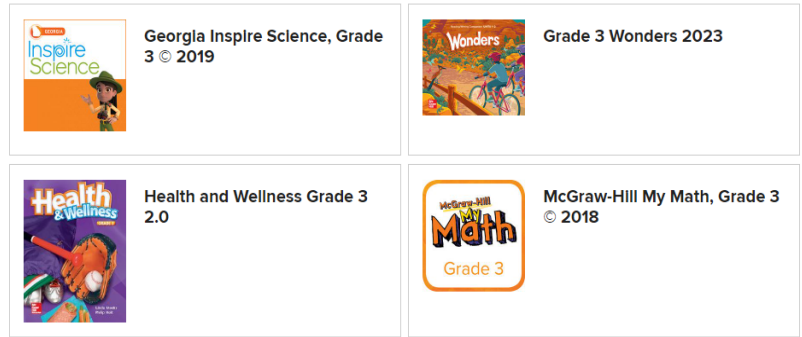 GEORGIA
Inspire
Science
Georgia InspIre Science, Grade
3 © 2019
Wonders
Grade 3 Wonders 2023
Health
& Wellness
Health and Wellness Grade 3
2.0
McGraw-Hill
My
Math
Grade 3
McGraw-Hill My Math, Grade 3
© 2018